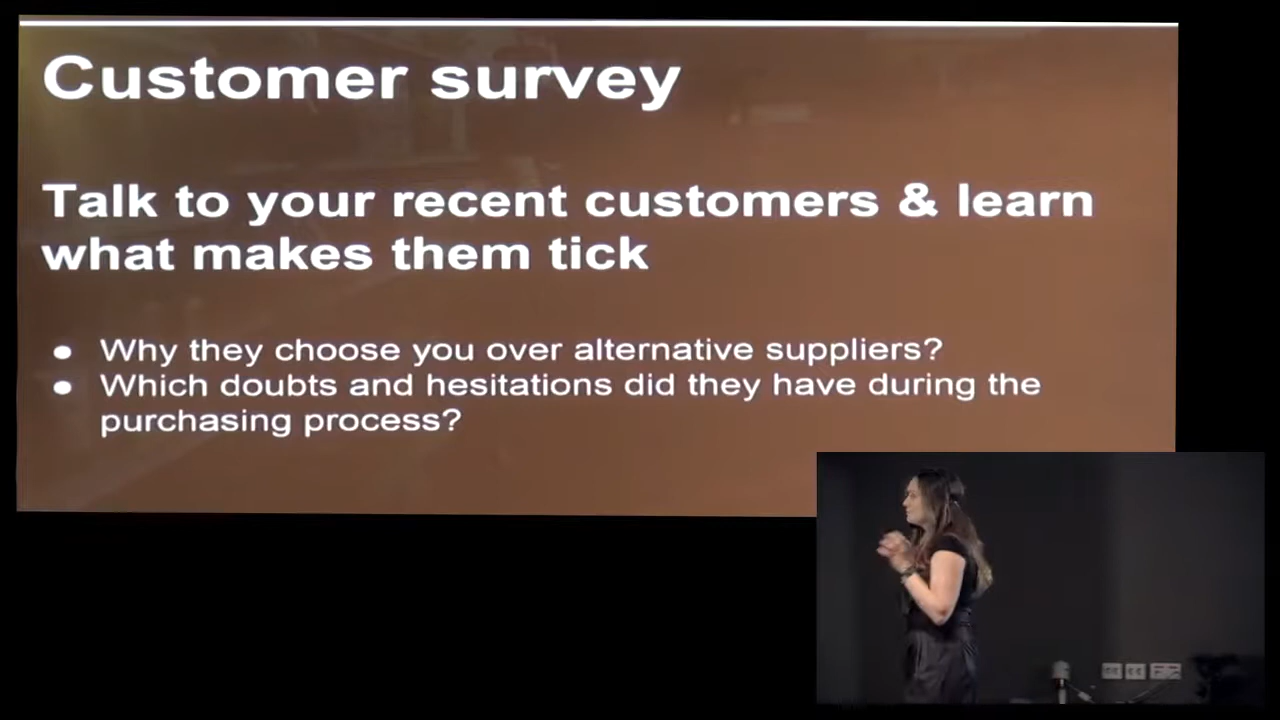 Customer survey
Talk to your recent customers & learn
what makes them tick
● Why they choose you over alternative suppliers?
● Which doubts and hesitations did they have during the
purchasing process?